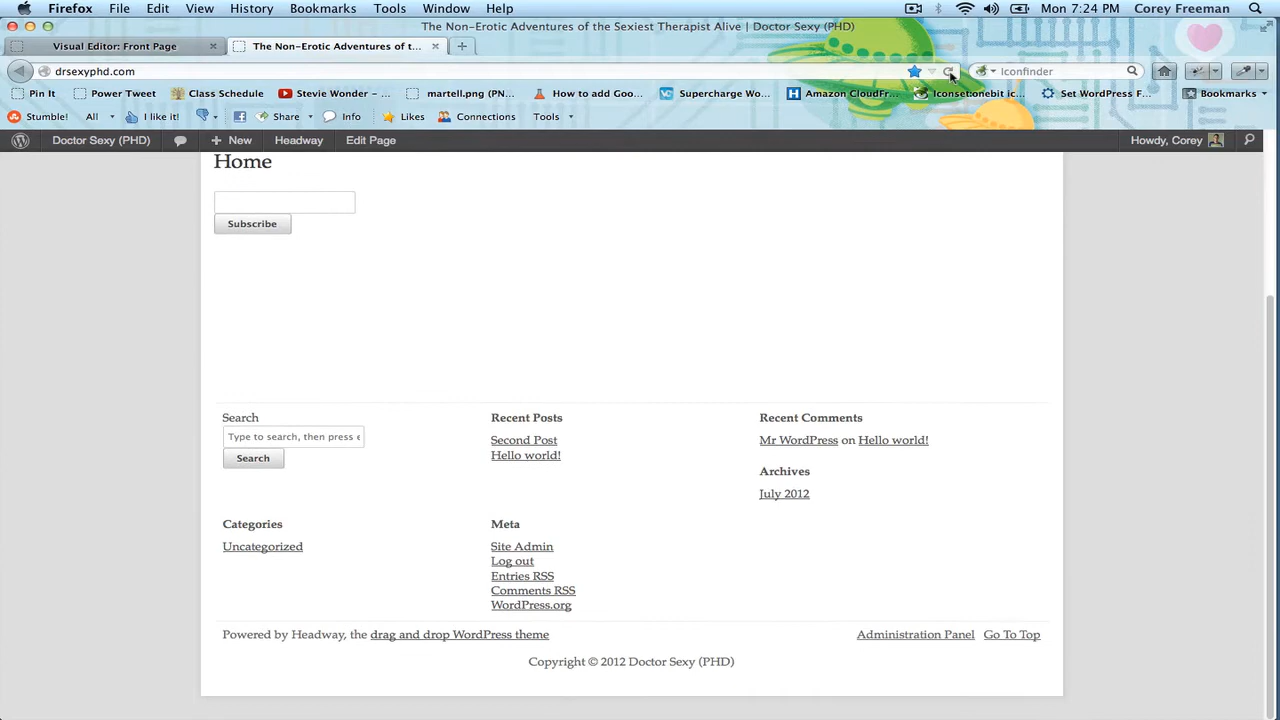 Firefox File Edit View History Bookmarks Tools Window Help Mon 7:24 PM Corey Freeman
The Non-Erotic Adventures of the Sexiest Therapist Alive | Doctor Sexy (PHD)
Visual Editor: Front Page The Non-Erotic Adventures of t...
drsexyphd.com Iconfinder
Pin It Power Tweet Class Schedule Stevie Wonder – ... martell.png (PN... How to add Goo... Supercharge Wo... Amazon CloudFr... Iconsetonebit ic... Set WordPress F... Bookmarks
Stumble! All I like it! Share Info Likes Connections Tools
Doctor Sexy (PHD) + New Headway Edit Page Howdy, Corey
Home
Subscribe
Search Recent Posts Recent Comments
Type to search, then press e Second Post Mr WordPress on Hello world!
Search Hello world! Archives
July 2012
Categories Meta
Uncategorized Site Admin
Log out
Entries RSS
Comments RSS
WordPress.org
Powered by Headway, the drag and drop WordPress theme Administration Panel Go To Top
Copyright © 2012 Doctor Sexy (PHD)